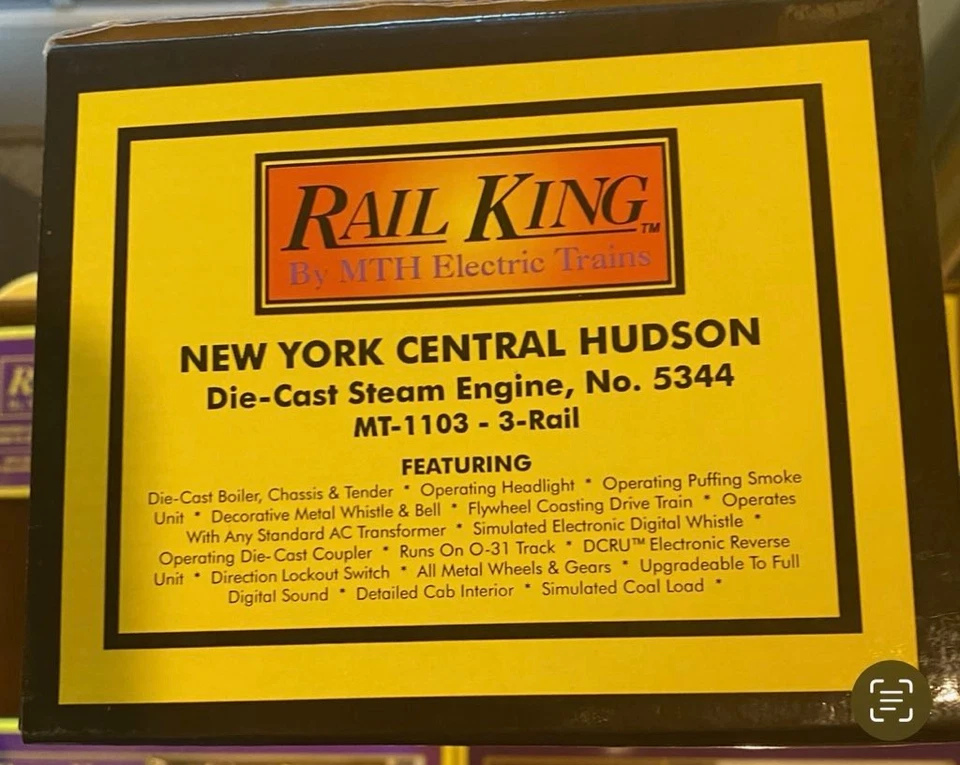 RAIL KING™
By MTH Electric Trains
NEW YORK CENTRAL HUDSON
Die-Cast Steam Engine, No. 5344
MT-1103 - 3-Rail
FEATURING
Die-Cast Boiler, Chassis & Tender * Operating Headlight * Operating Puffing Smoke
Unit * Decorative Metal Whistle & Bell * Flywheel Coasting Drive Train * Operates
With Any Standard AC Transformer * Simulated Electronic Digital Whistle *
Operating Die-Cast Coupler * Runs On O-31 Track * DCRU™ Electronic Reverse
Unit * Direction Lockout Switch * All Metal Wheels & Gears * Upgradeable To Full
Digital Sound * Detailed Cab Interior * Simulated Coal Load *